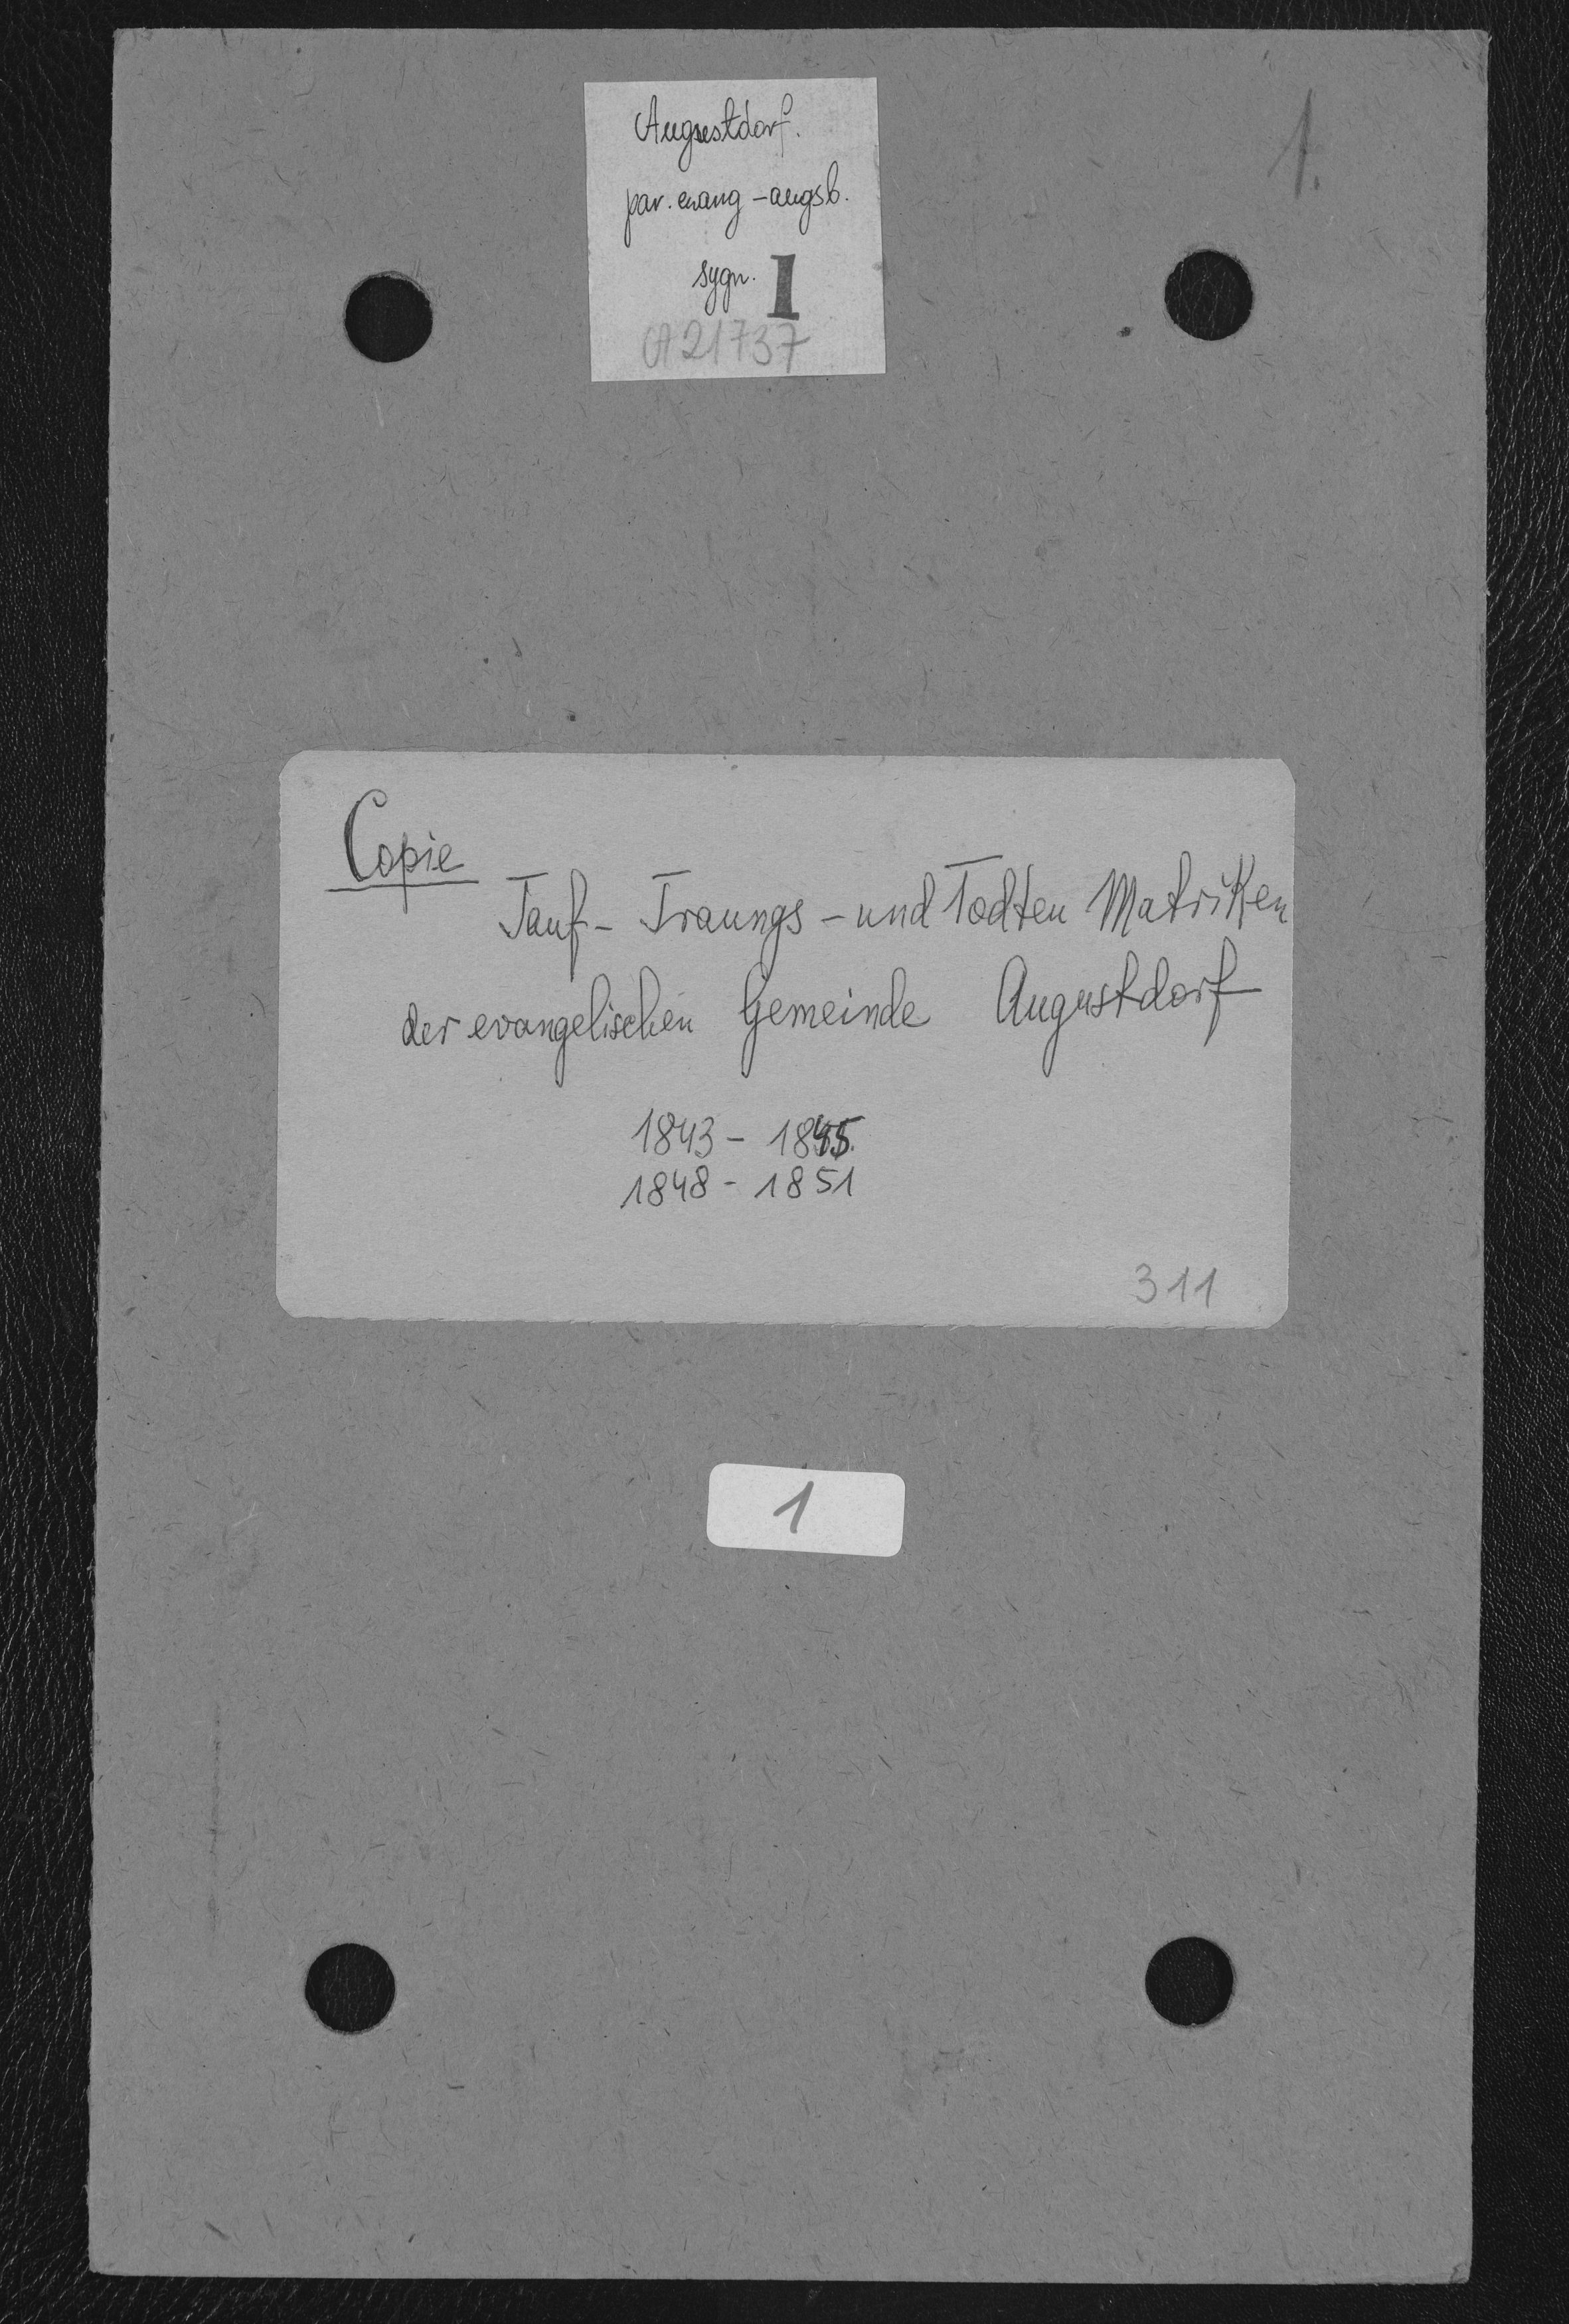 Augustdorf.
par. ewang-augsb.
sygn. 1
A 21737
1.
Copie
Tauf- Traungs-und Todten Matriken
der evangelischen Gemeinde Augustdorf
1843 - 1845.
1848 - 1851
311
1